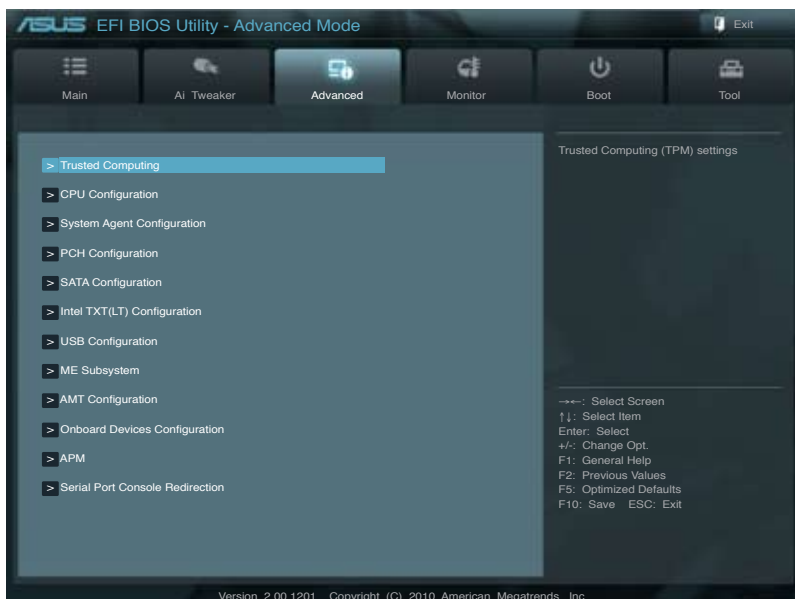 ASUS EFI BIOS Utility - Advanced Mode
Exit
Main
Ai Tweaker
Advanced
Monitor
Boot
Tool
> Trusted Computing
> CPU Configuration
> System Agent Configuration
> PCH Configuration
> SATA Configuration
> Intel TXT(LT) Configuration
> USB Configuration
> ME Subsystem
> AMT Configuration
> Onboard Devices Configuration
> APM
> Serial Port Console Redirection
Trusted Computing (TPM) settings
→←: Select Screen
↑↓: Select Item
Enter: Select
+/-: Change Opt.
F1: General Help
F2: Previous Values
F5: Optimized Defaults
F10: Save ESC: Exit
Version 2.00.1201. Copyright (C) 2010 American Megatrends, Inc.